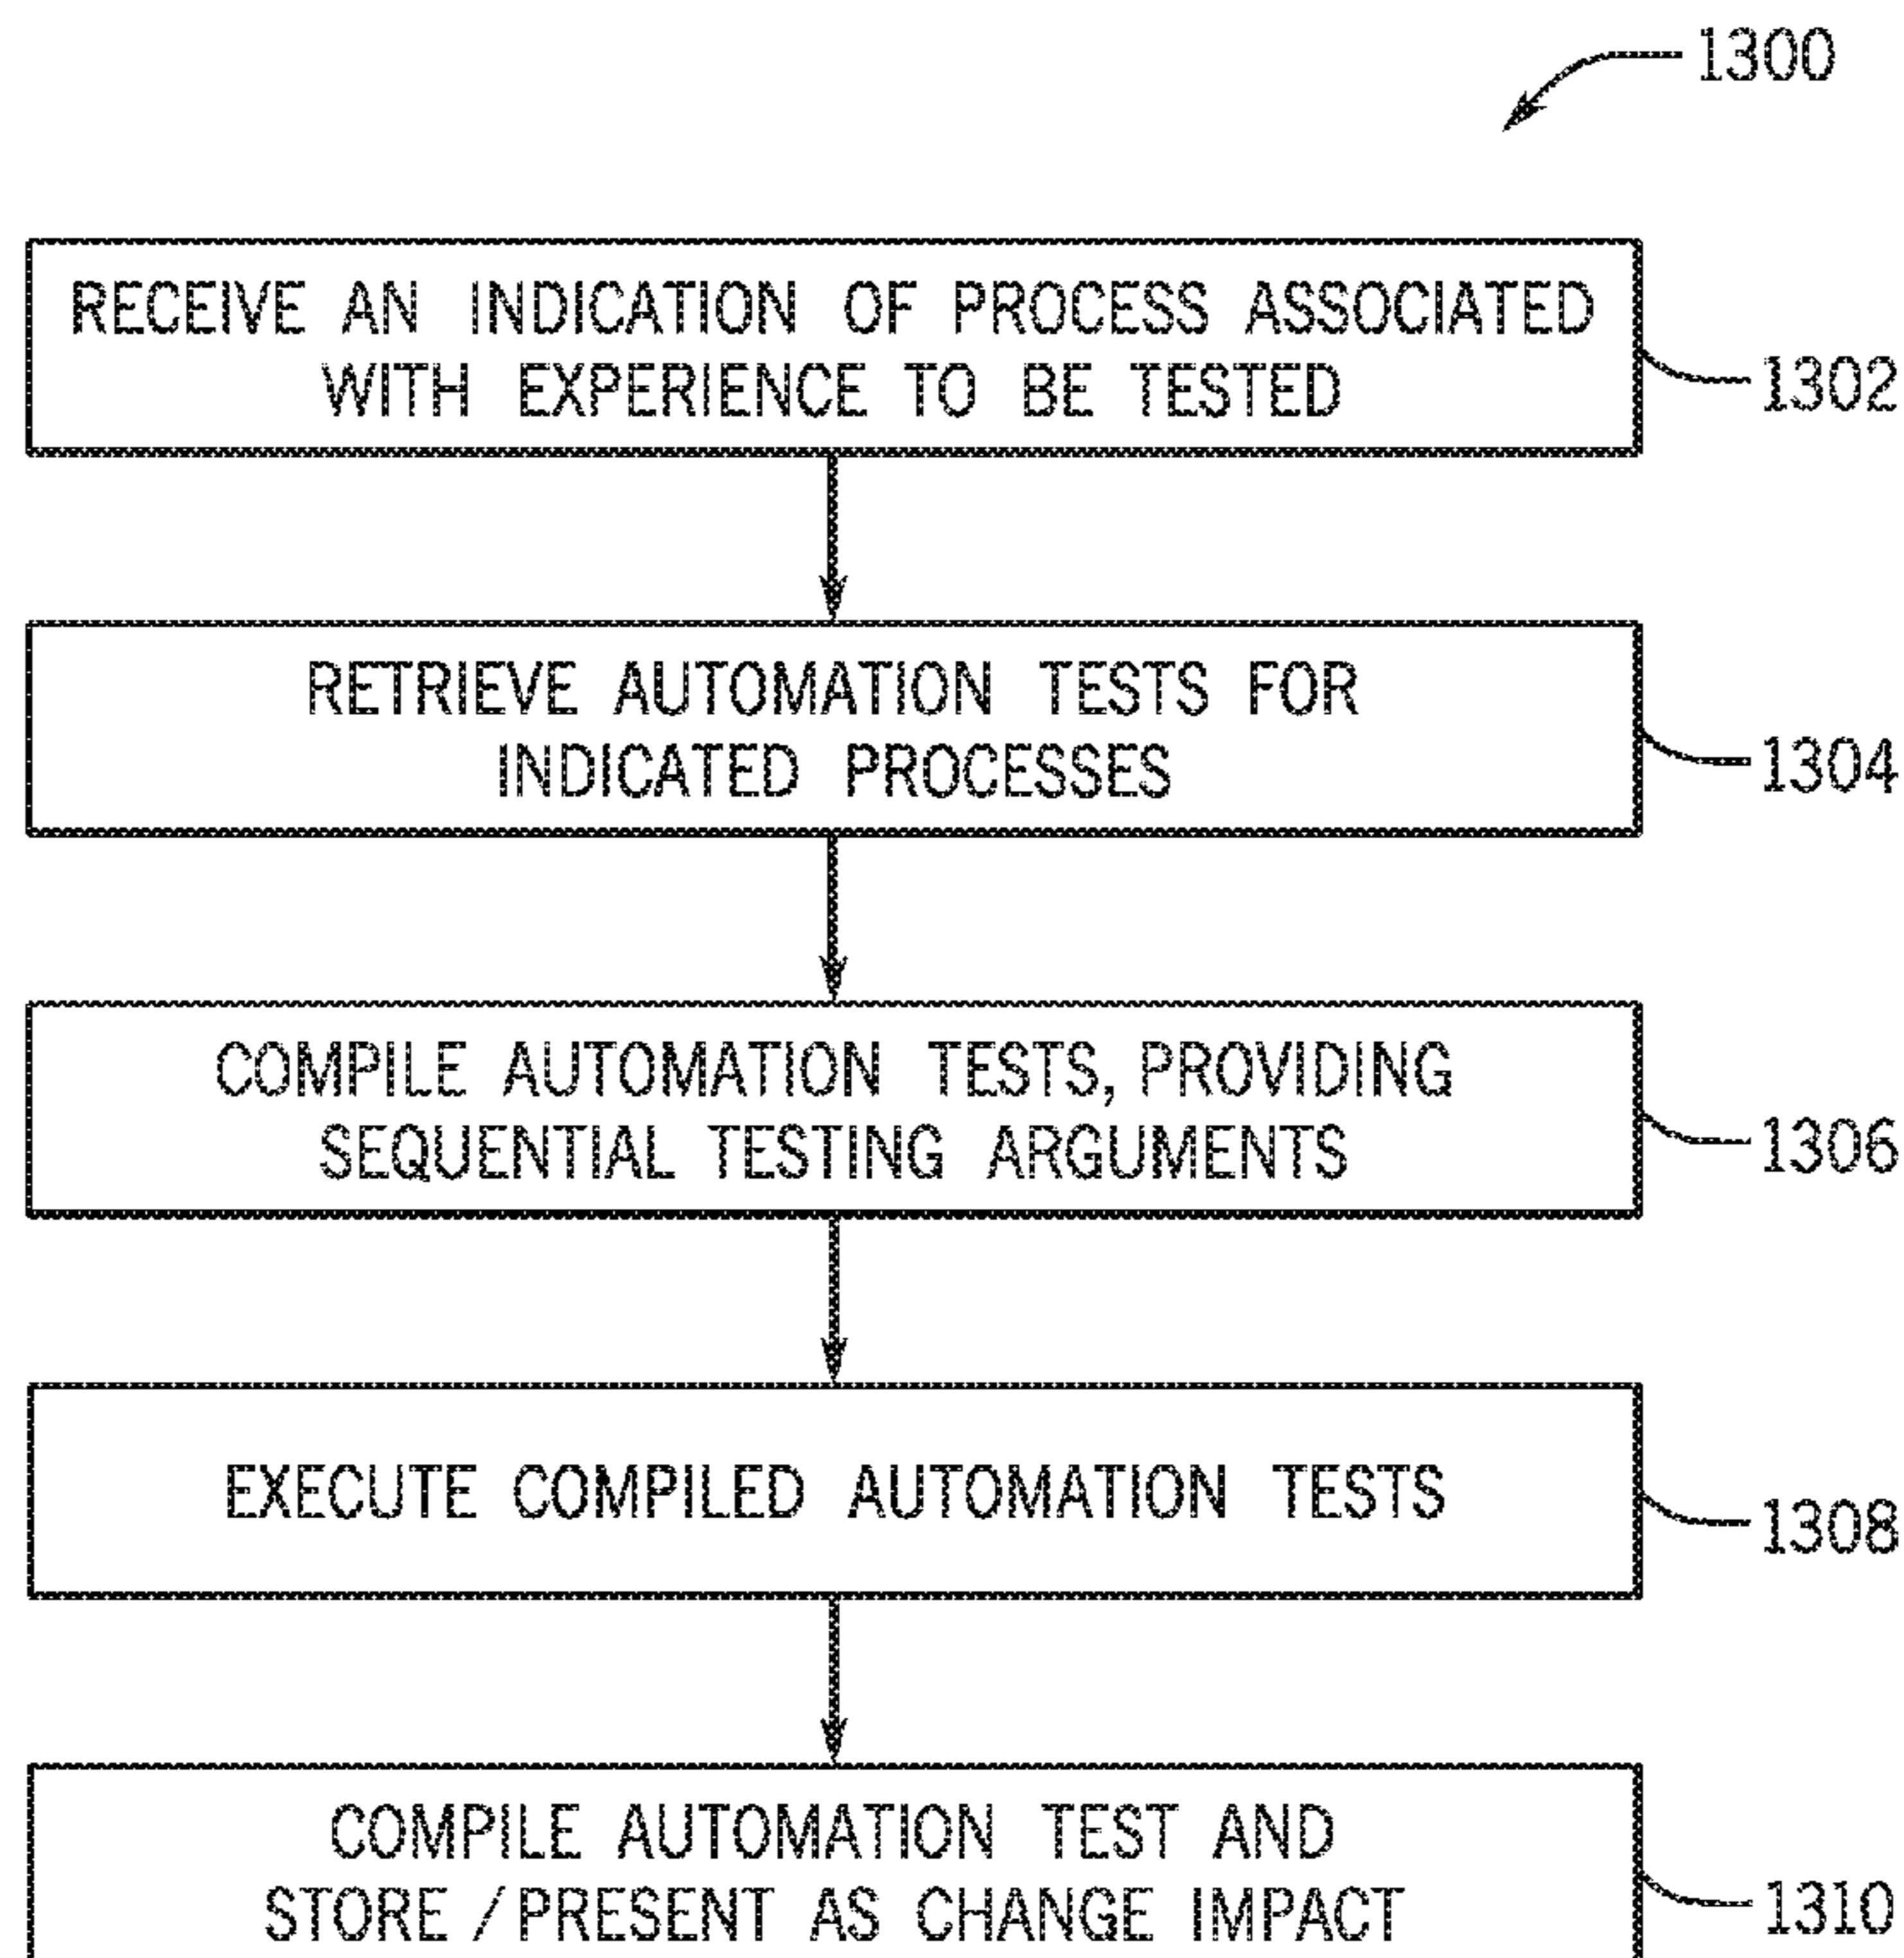 1300
RECEIVE AN INDICATION OF PROCESS ASSOCIATED
WITH EXPERIENCE TO BE TESTED
1302
RETRIEVE AUTOMATION TESTS FOR
INDICATED PROCESSES
1304
COMPILE AUTOMATION TESTS, PROVIDING
SEQUENTIAL TESTING ARGUMENTS
1306
EXECUTE COMPILED AUTOMATION TESTS
1308
COMPILE AUTOMATION TEST AND
STORE / PRESENT AS CHANGE IMPACT
1310